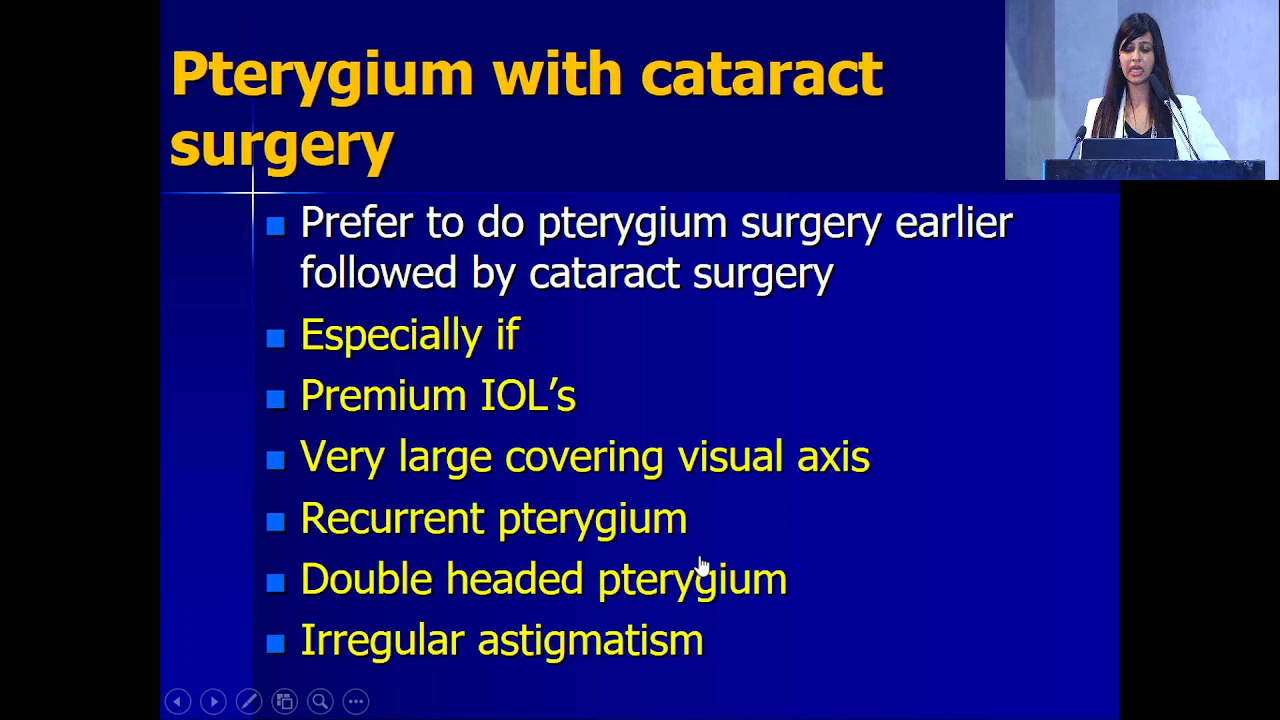 Pterygium with cataract
surgery
Prefer to do pterygium surgery earlier
followed by cataract surgery
Especially if
Premium IOL’s
Very large covering visual axis
Recurrent pterygium
Double headed pterygium
Irregular astigmatism